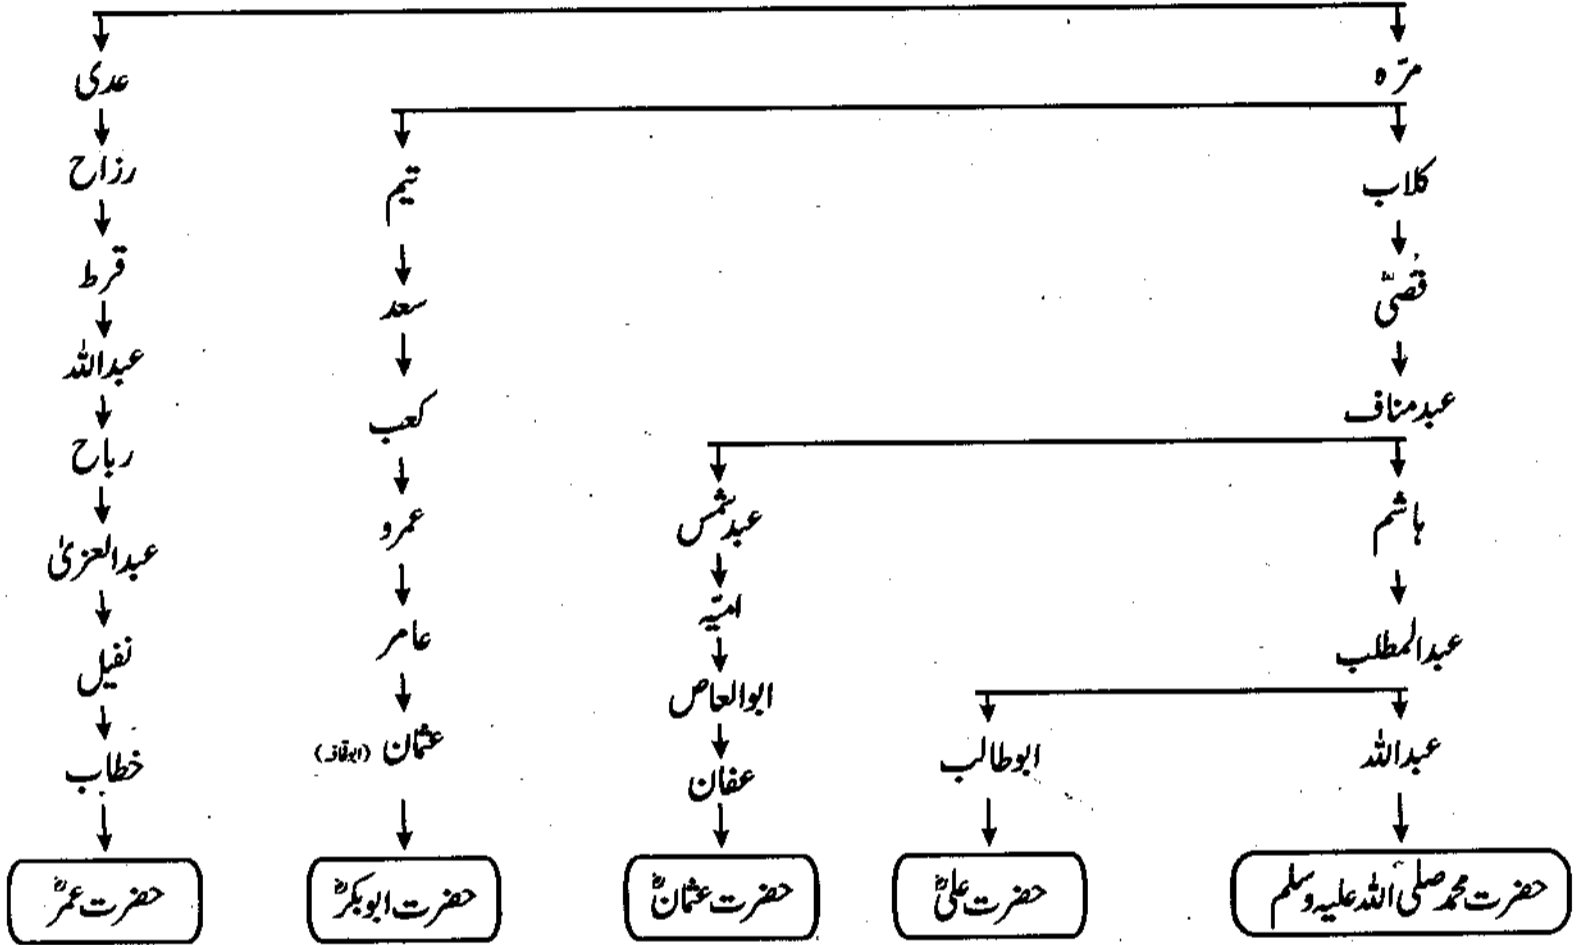 مرّہ
عدی
کلاب
تیم
رزاح
قُصیّ
سعد
قرط
عبدمناف
کعب
عبداللہ
ہاشم
عبدشمس
عمرو
رباح
عبدالمطلب
امیّہ
عامر
عبدالعزیٰ
عبداللہ
ابوطالب
ابوالعاص
عثمان (ابوقحافہ)
نفیل
عفان
خطاب
حضرت محمد صلی اللہ علیہ وسلم
حضرت علیؓ
حضرت عثمانؓ
حضرت ابوبکرؓ
حضرت عمرؓ